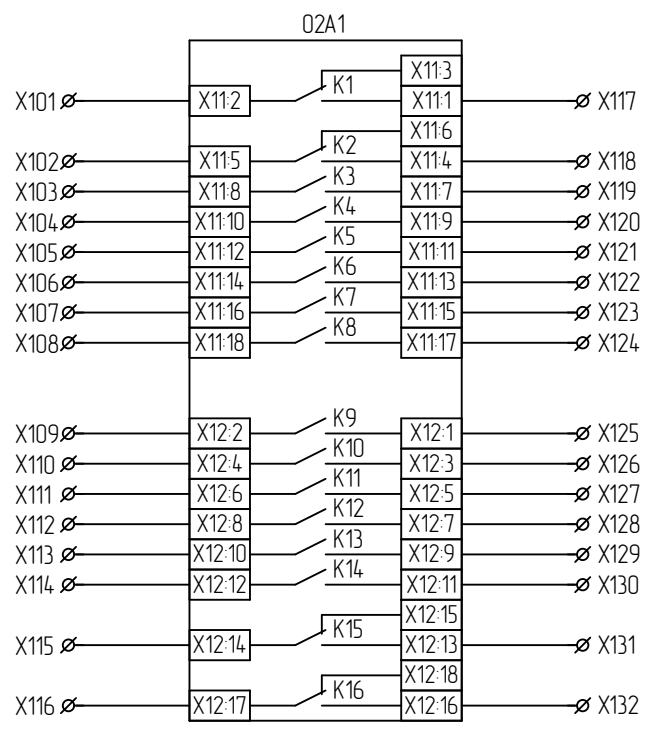 02A1
X11:3
X101 X11:2 K1 X11:1 X117
X11:6
X102 X11:5 K2 X11:4 X118
X103 X11:8 K3 X11:7 X119
X104 X11:10 K4 X11:9 X120
X105 X11:12 K5 X11:11 X121
X106 X11:14 K6 X11:13 X122
X107 X11:16 K7 X11:15 X123
X108 X11:18 K8 X11:17 X124
X109 X12:2 K9 X12:1 X125
X110 X12:4 K10 X12:3 X126
X111 X12:6 K11 X12:5 X127
X112 X12:8 K12 X12:7 X128
X113 X12:10 K13 X12:9 X129
X114 X12:12 K14 X12:11 X130
X12:15
X115 X12:14 K15 X12:13 X131
X12:18
X116 X12:17 K16 X12:16 X132